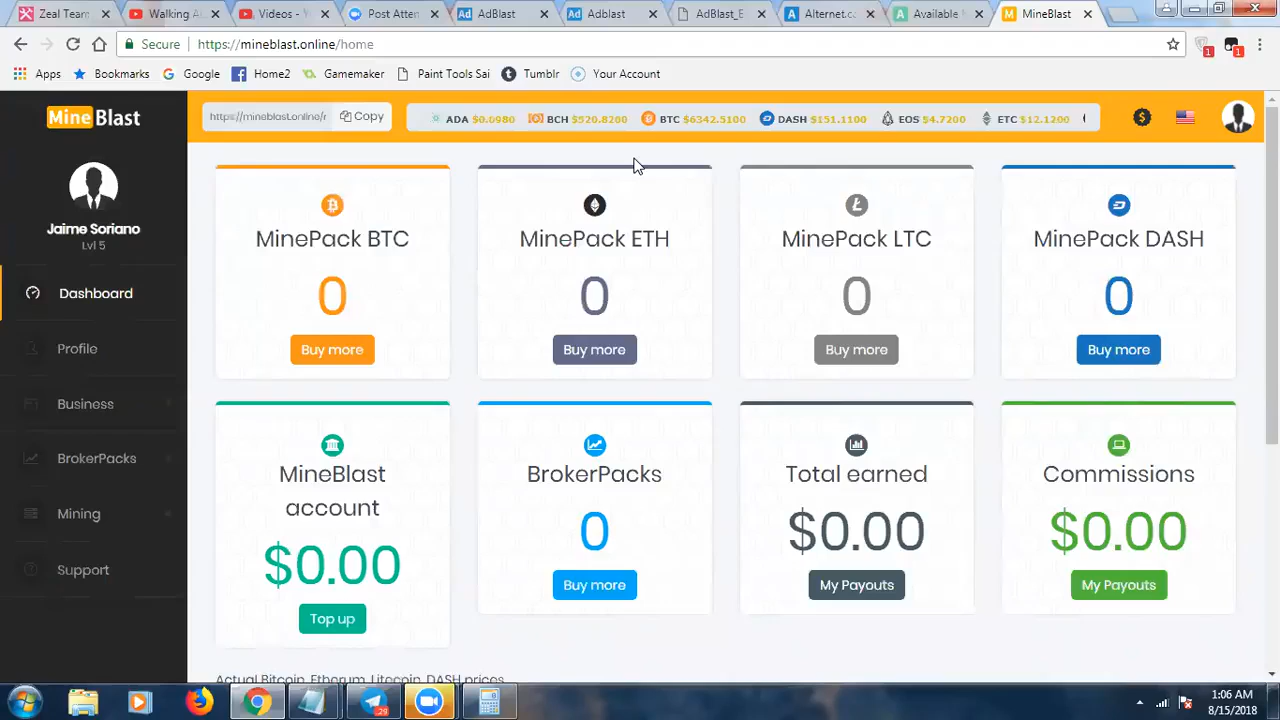 Zeal Team
Walking A
Videos -
Post Atten
AdBlast
Adblast
AdBlast_E
Alternet.c
Available
MineBlast
Secure
https://mineblast.online/home
1
1
Apps
Bookmarks
Google
Home2
Gamemaker
Paint Tools Sai
Tumblr
Your Account
MineBlast
https://mineblast.online/r
Copy
ADA $0.0980
BCH $520.8200
BTC $6342.5100
DASH $151.1100
EOS $4.7200
ETC $12.1200
Jaime Soriano
Lvl 5
Dashboard
Profile
Business
BrokerPacks
Mining
Support
MinePack BTC
0
Buy more
MinePack ETH
0
Buy more
MinePack LTC
0
Buy more
MinePack DASH
0
Buy more
MineBlast
account
$0.00
Top up
BrokerPacks
0
Buy more
Total earned
$0.00
My Payouts
Commissions
$0.00
My Payouts
Actual Bitcoin, Etherum, Litecoin, DASH prices
29
1:06 AM
8/15/2018